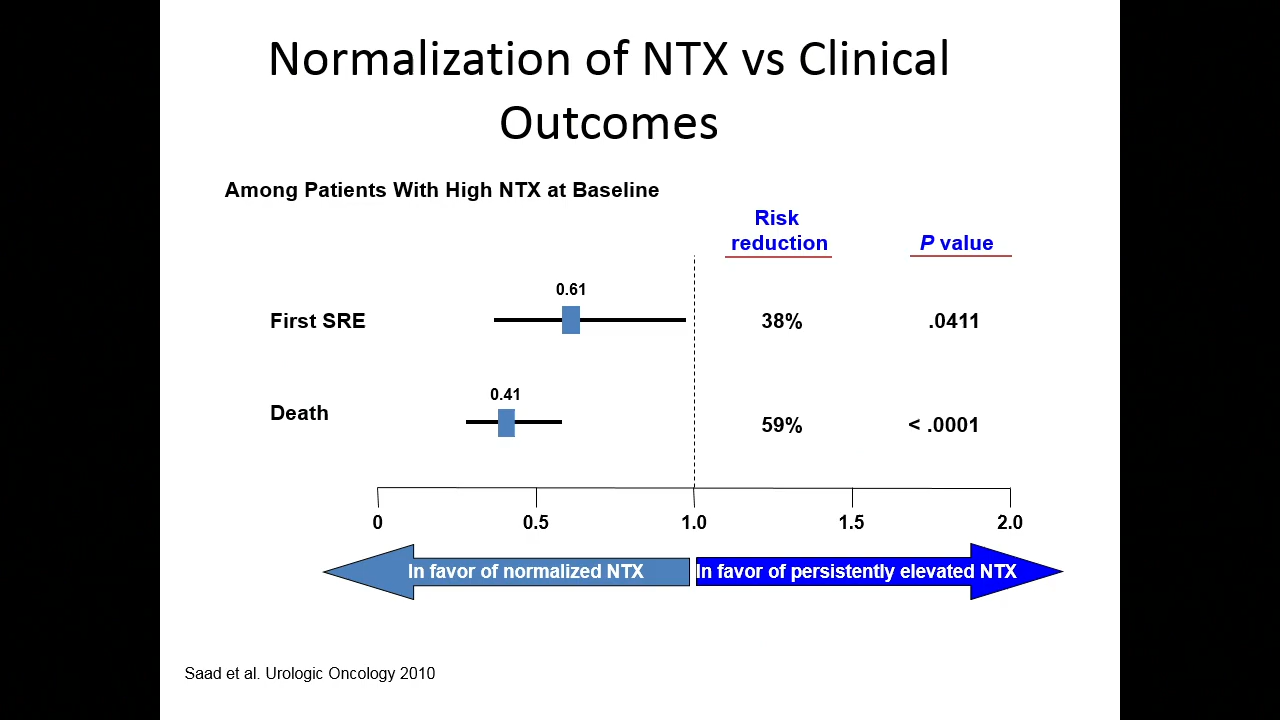 Normalization of NTX vs Clinical
Outcomes
Among Patients With High NTX at Baseline
Risk
reduction
P value
0.61
First SRE
38%
.0411
0.41
Death
59%
< .0001
0
0.5
1.0
1.5
2.0
In favor of normalized NTX
In favor of persistently elevated NTX
Saad et al. Urologic Oncology 2010